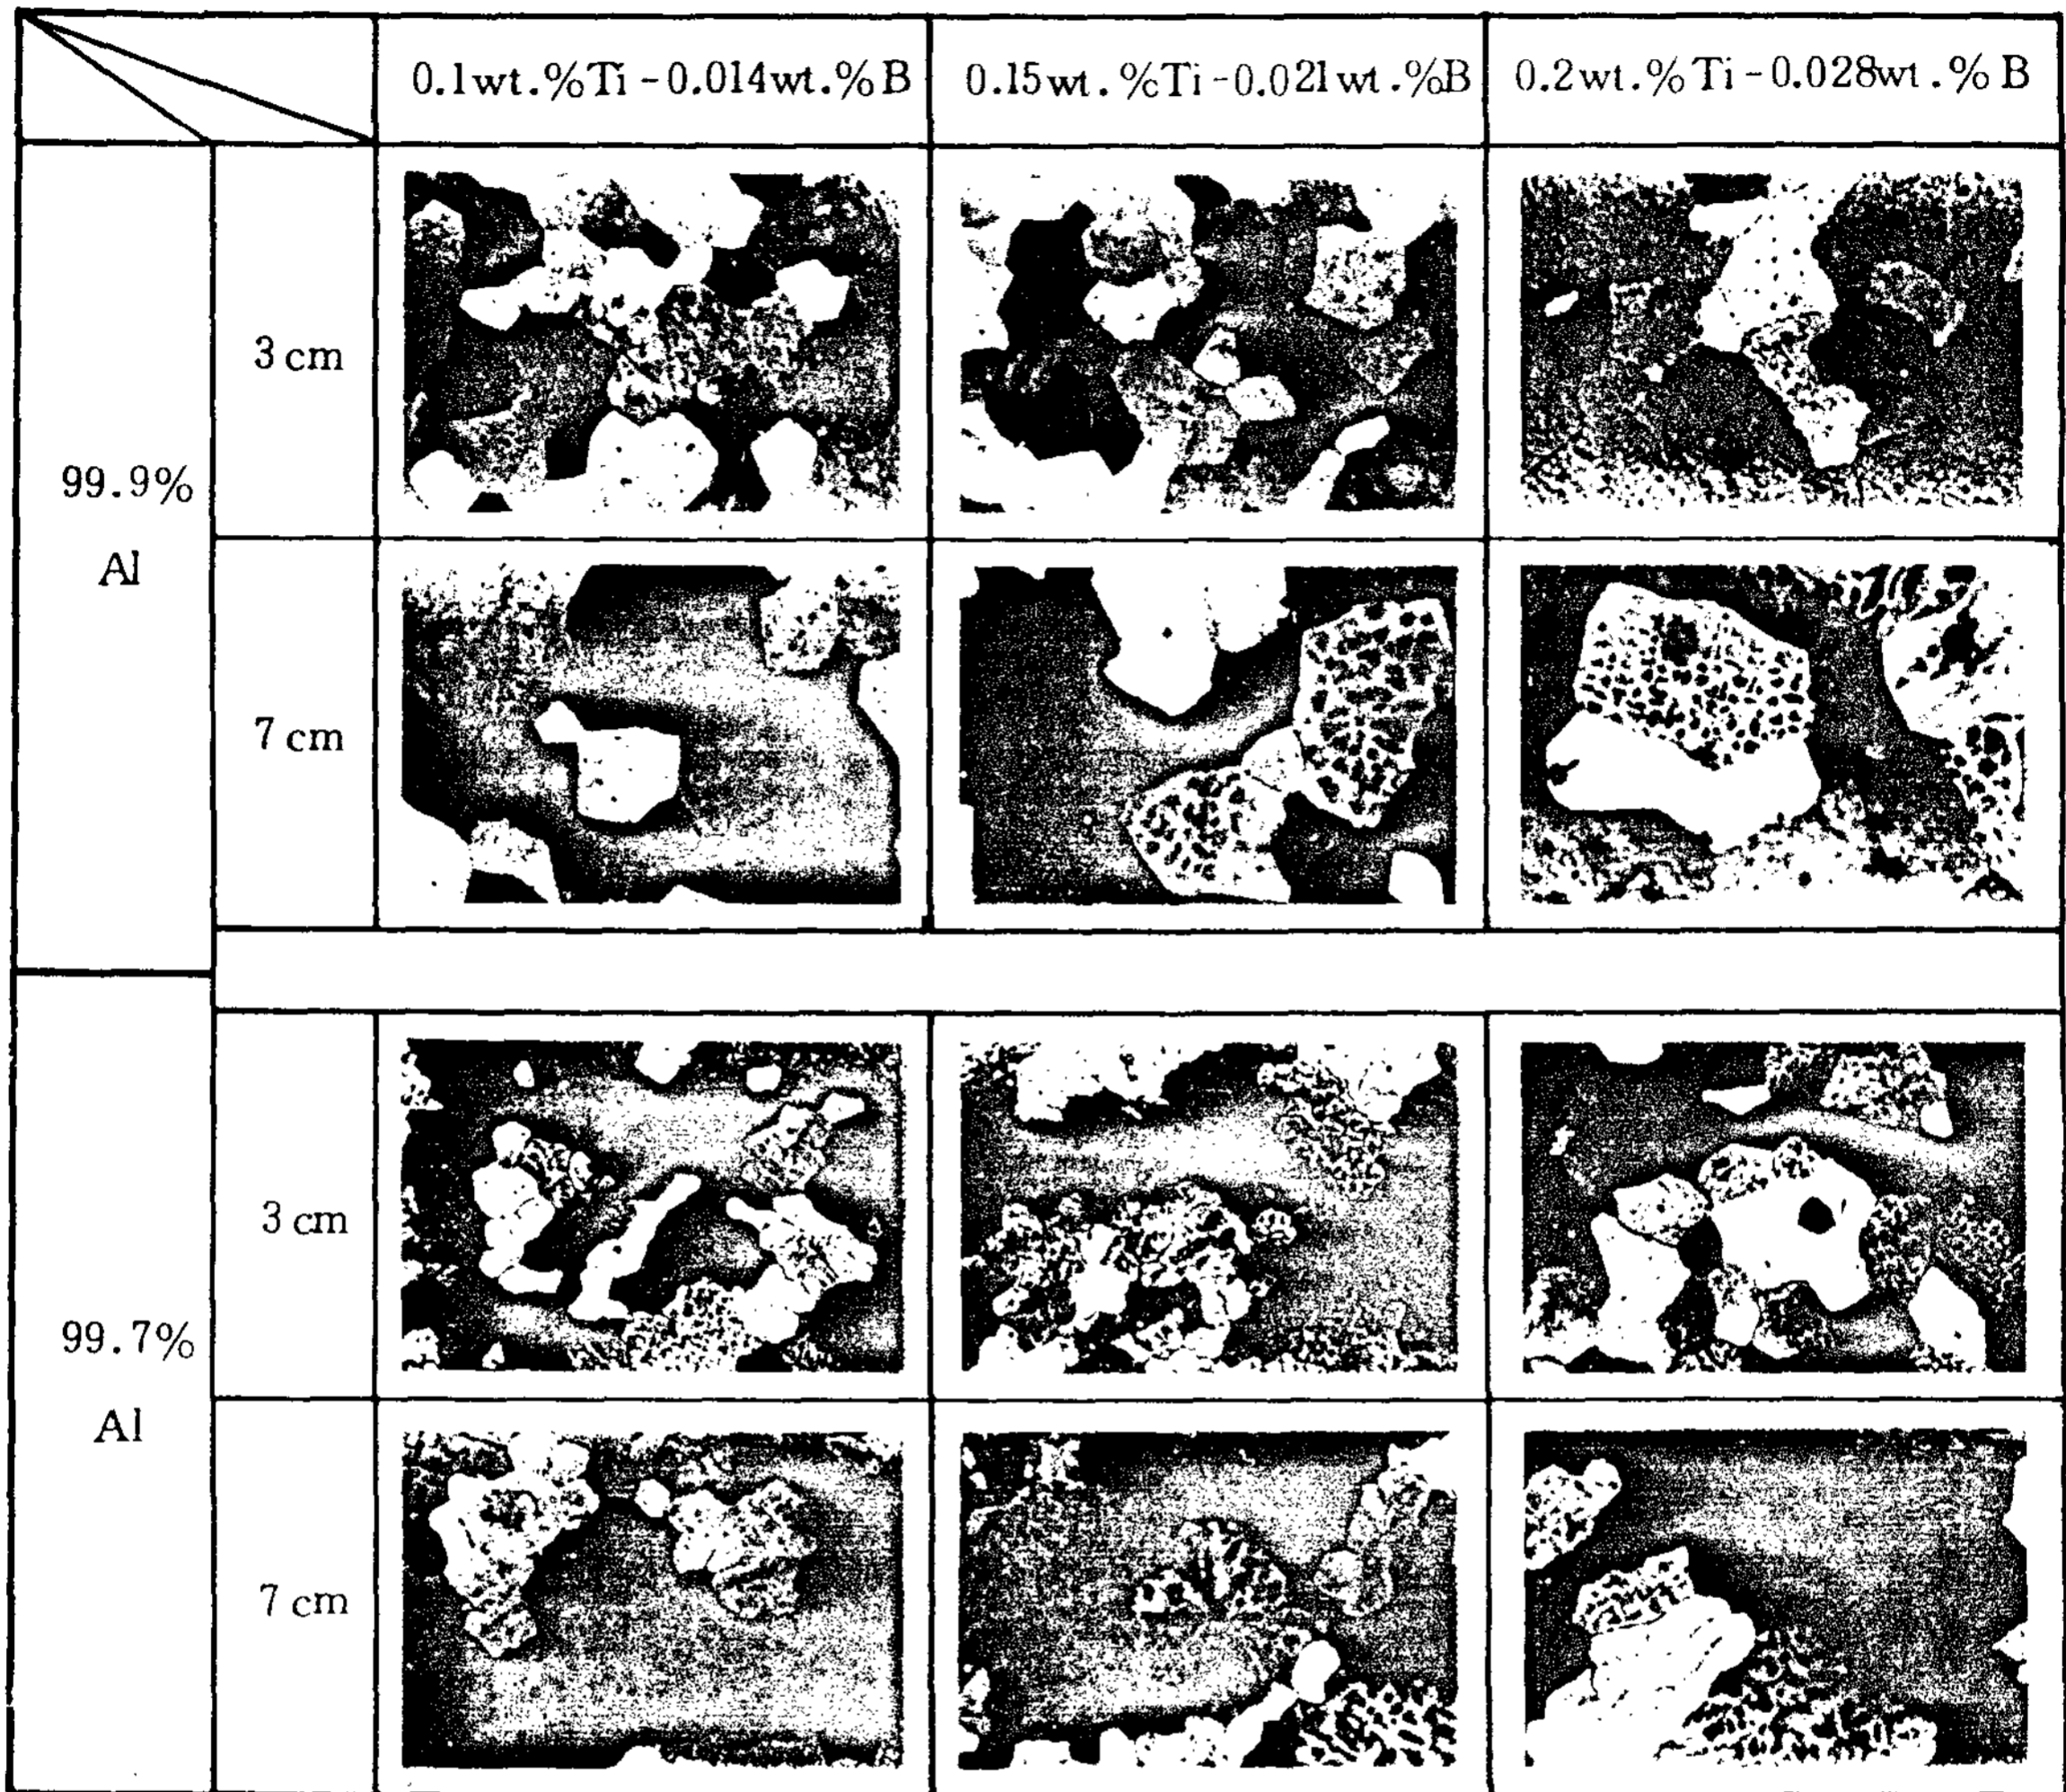 0.1wt.%Ti-0.014wt.%B
0.15wt.%Ti-0.021wt.%B
0.2wt.%Ti-0.028wt.%B
99.9%
Al
3 cm
7 cm
99.7%
Al
3 cm
7 cm